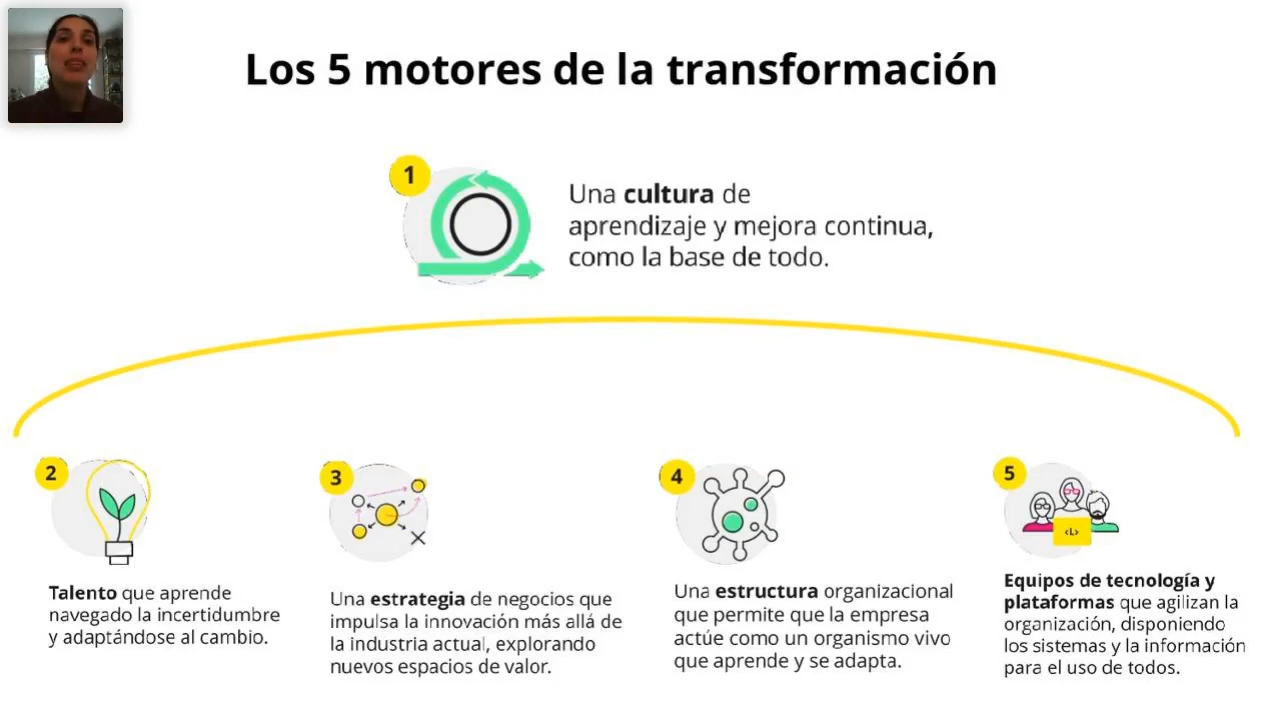 Los 5 motores de la transformación
1
Una cultura de
aprendizaje y mejora continua,
como la base de todo.
2
Talento que aprende
navegado la incertidumbre
y adaptándose al cambio.
3
Una estrategia de negocios que
impulsa la innovación más allá de
la industria actual, explorando
nuevos espacios de valor.
4
Una estructura organizacional
que permite que la empresa
actúe como un organismo vivo
que aprende y se adapta.
5
<L>
Equipos de tecnología y
plataformas que agilizan la
organización, disponiendo
los sistemas y la información
para el uso de todos.